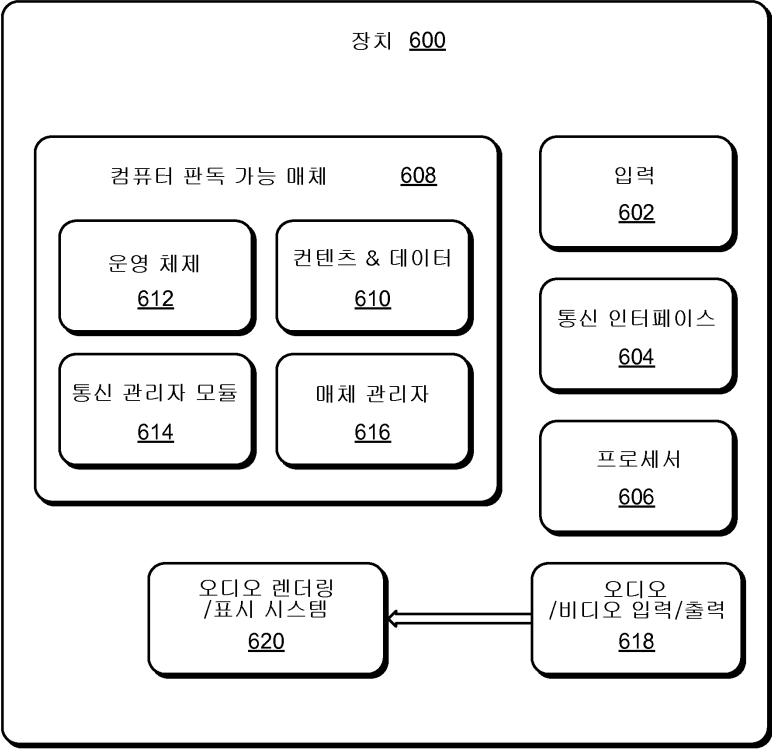 장치 600
컴퓨터 판독 가능 매체 608
운영 체제
612
컨텐츠 & 데이터
610
통신 관리자 모듈
614
매체 관리자
616
입력
602
통신 인터페이스
604
프로세서
606
오디오 렌더링
/표시 시스템
620
오디오
/비디오 입력/출력
618